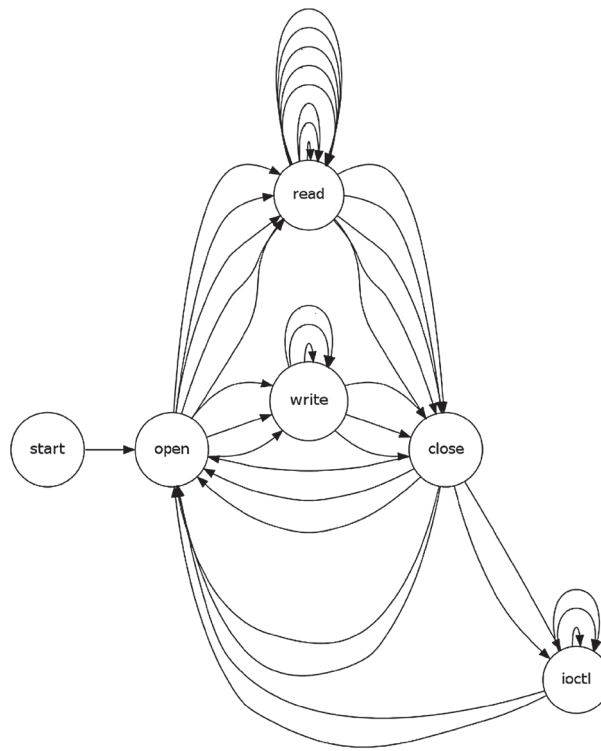 read
write
start
open
close
ioctl